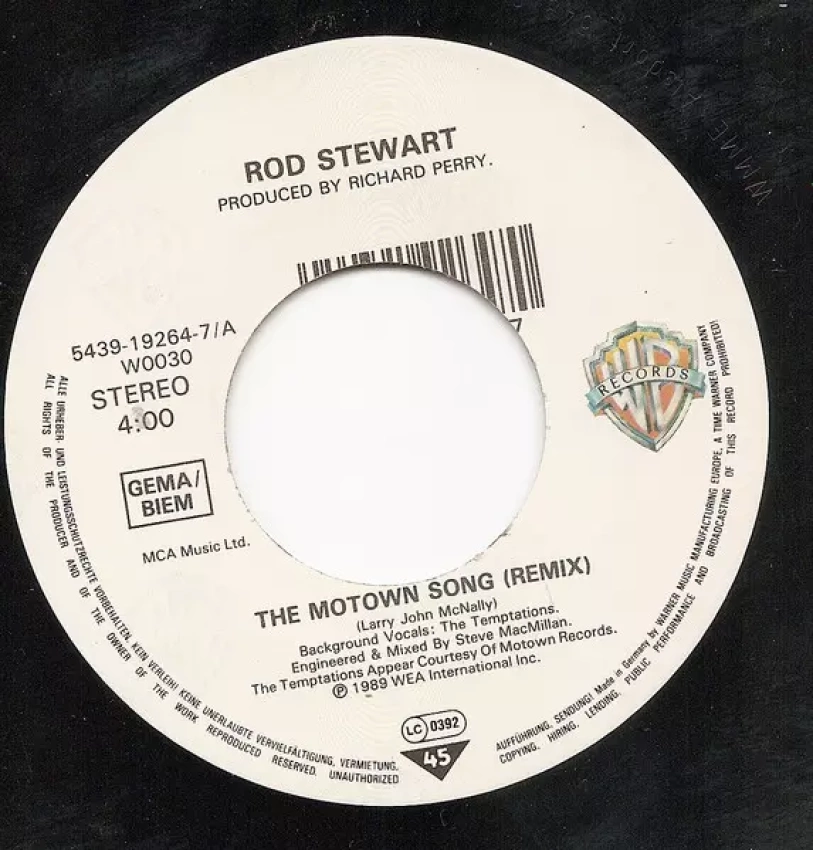 ROD STEWART
PRODUCED BY RICHARD PERRY.
7
5439-19264-7/A
W0030
STEREO
4:00
GEMA/
BIEM
MCA Music Ltd.
WB
RECORDS
THE MOTOWN SONG (REMIX)
(Larry John McNally)
Background Vocals: The Temptations.
Engineered & Mixed By Steve MacMillan.
The Temptations Appear Courtesy Of Motown Records.
℗ 1989 WEA International Inc.
LC 0392
45
ALLE URHEBER- UND LEISTUNGSSCHUTZRECHTE VORBEHALTEN. KEIN VERLEIH! KEINE UNERLAUBTE VERVIELFÄLTIGUNG, VERMIETUNG, AUFFÜHRUNG, SENDUNG! Made in Germany by WARNER MUSIC MANUFACTURING EUROPE, A TIME WARNER COMPANY
ALL RIGHTS OF THE PRODUCER AND OF THE OWNER OF THE WORK REPRODUCED RESERVED. UNAUTHORIZED COPYING, HIRING, LENDING, PUBLIC PERFORMANCE AND BROADCASTING OF THIS RECORD PROHIBITED!